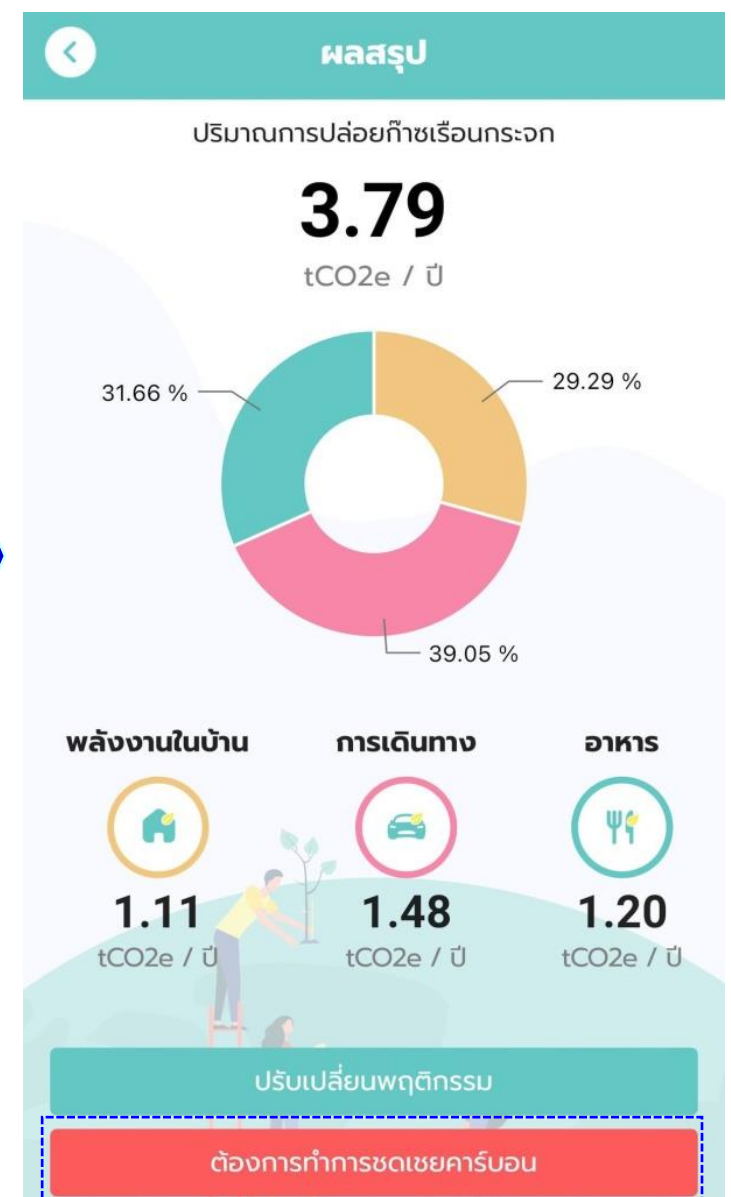 ผลสรุป
ปริมาณการปล่อยก๊าซเรือนกระจก
3.79
tCO2e / ปี
31.66 %
29.29 %
39.05 %
พลังงานในบ้าน การเดินทาง อาหาร
1.11 1.48 1.20
tCO2e / ปี tCO2e / ปี tCO2e / ปี
ปรับเปลี่ยนพฤติกรรม
ต้องการทำการชดเชยคาร์บอน